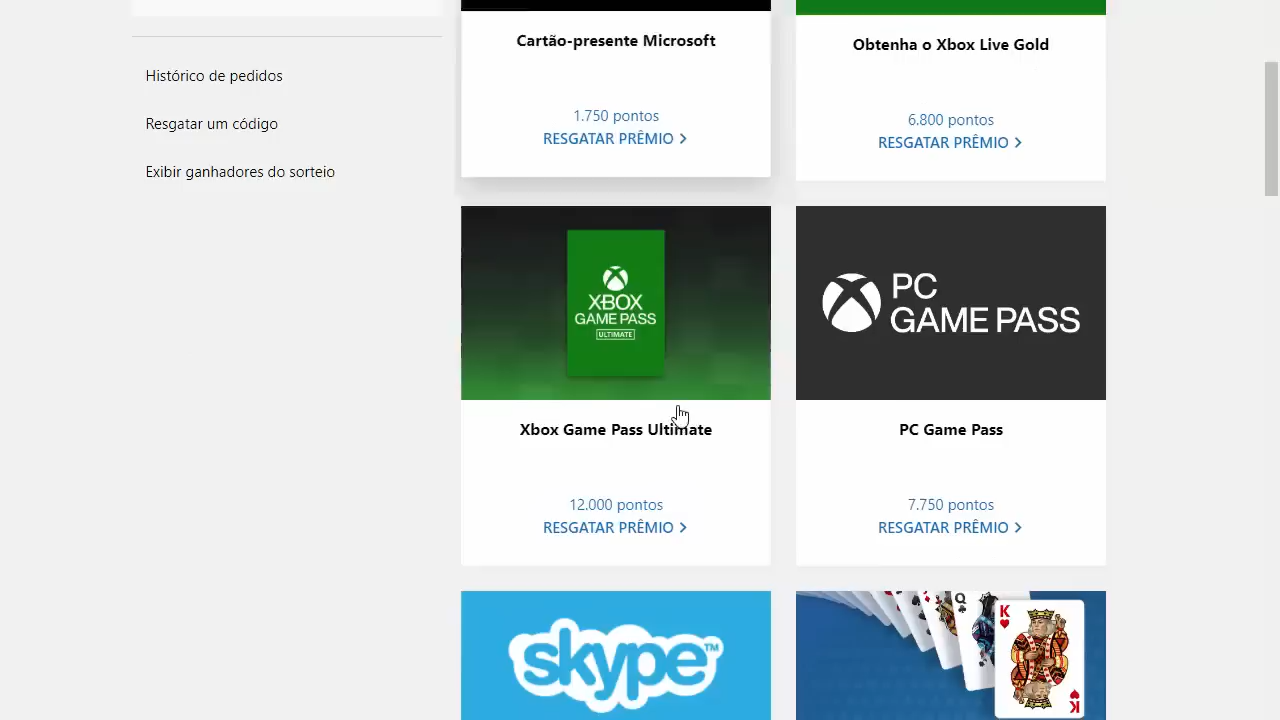 Histórico de pedidos
Resgatar um código
Exibir ganhadores do sorteio
Cartão-presente Microsoft
1.750 pontos
RESGATAR PRÊMIO
Obtenha o Xbox Live Gold
6.800 pontos
RESGATAR PRÊMIO
XBOX
GAME PASS
ULTIMATE
Xbox Game Pass Ultimate
12.000 pontos
RESGATAR PRÊMIO
PC
GAME PASS
PC Game Pass
7.750 pontos
RESGATAR PRÊMIO
skype™
Q
K
K